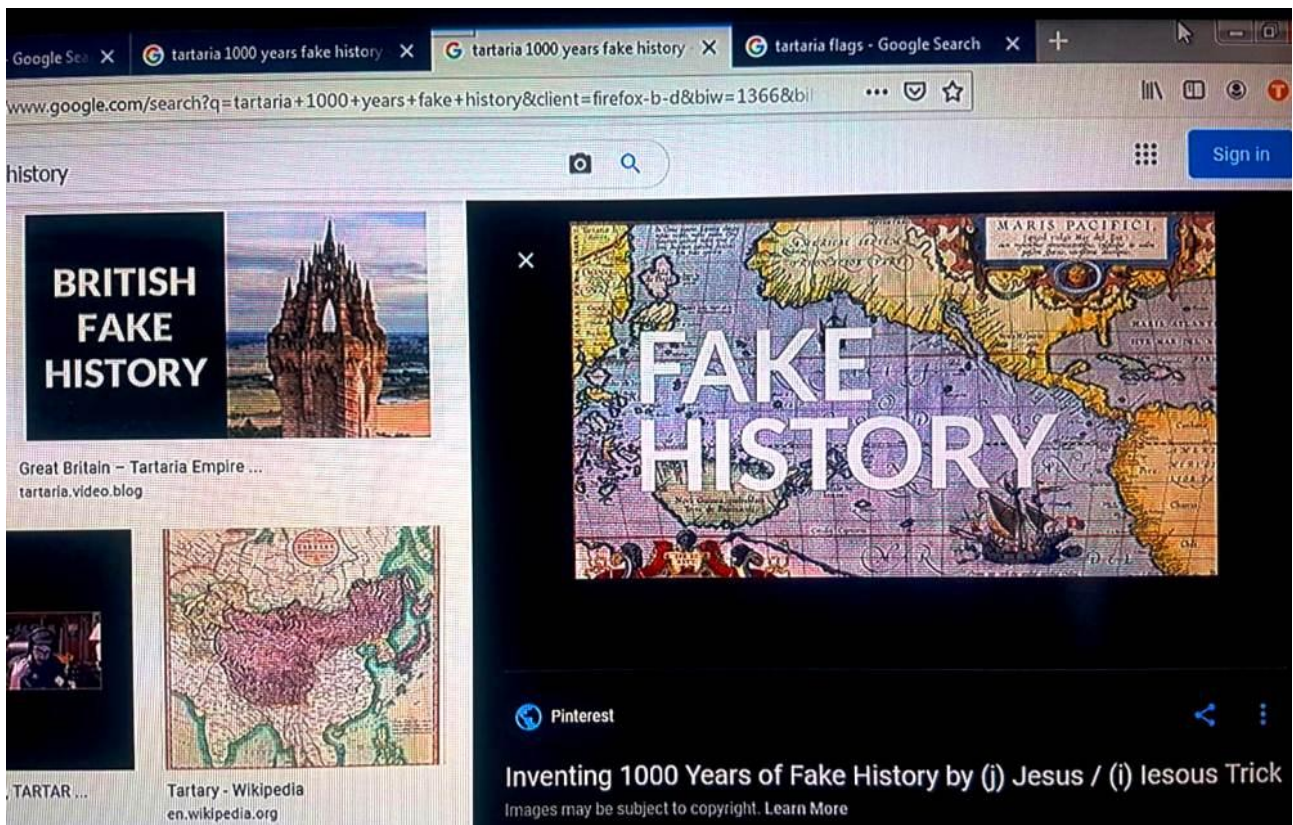 Google Sea
tartaria 1000 years fake history
tartaria 1000 years fake history
tartaria flags - Google Search
www.google.com/search?q=tartaria+1000+years+fake+history&client=firefox-b-d&biw=1366&bi
history
Sign in
BRITISH
FAKE
HISTORY
Great Britain – Tartaria Empire ...
tartaria.video.blog
MARIS PACIFICI,
FAKE
HISTORY
, TARTAR ...
Tartary - Wikipedia
en.wikipedia.org
Pinterest
Inventing 1000 Years of Fake History by (j) Jesus / (i) Iesous Trick
Images may be subject to copyright. Learn More